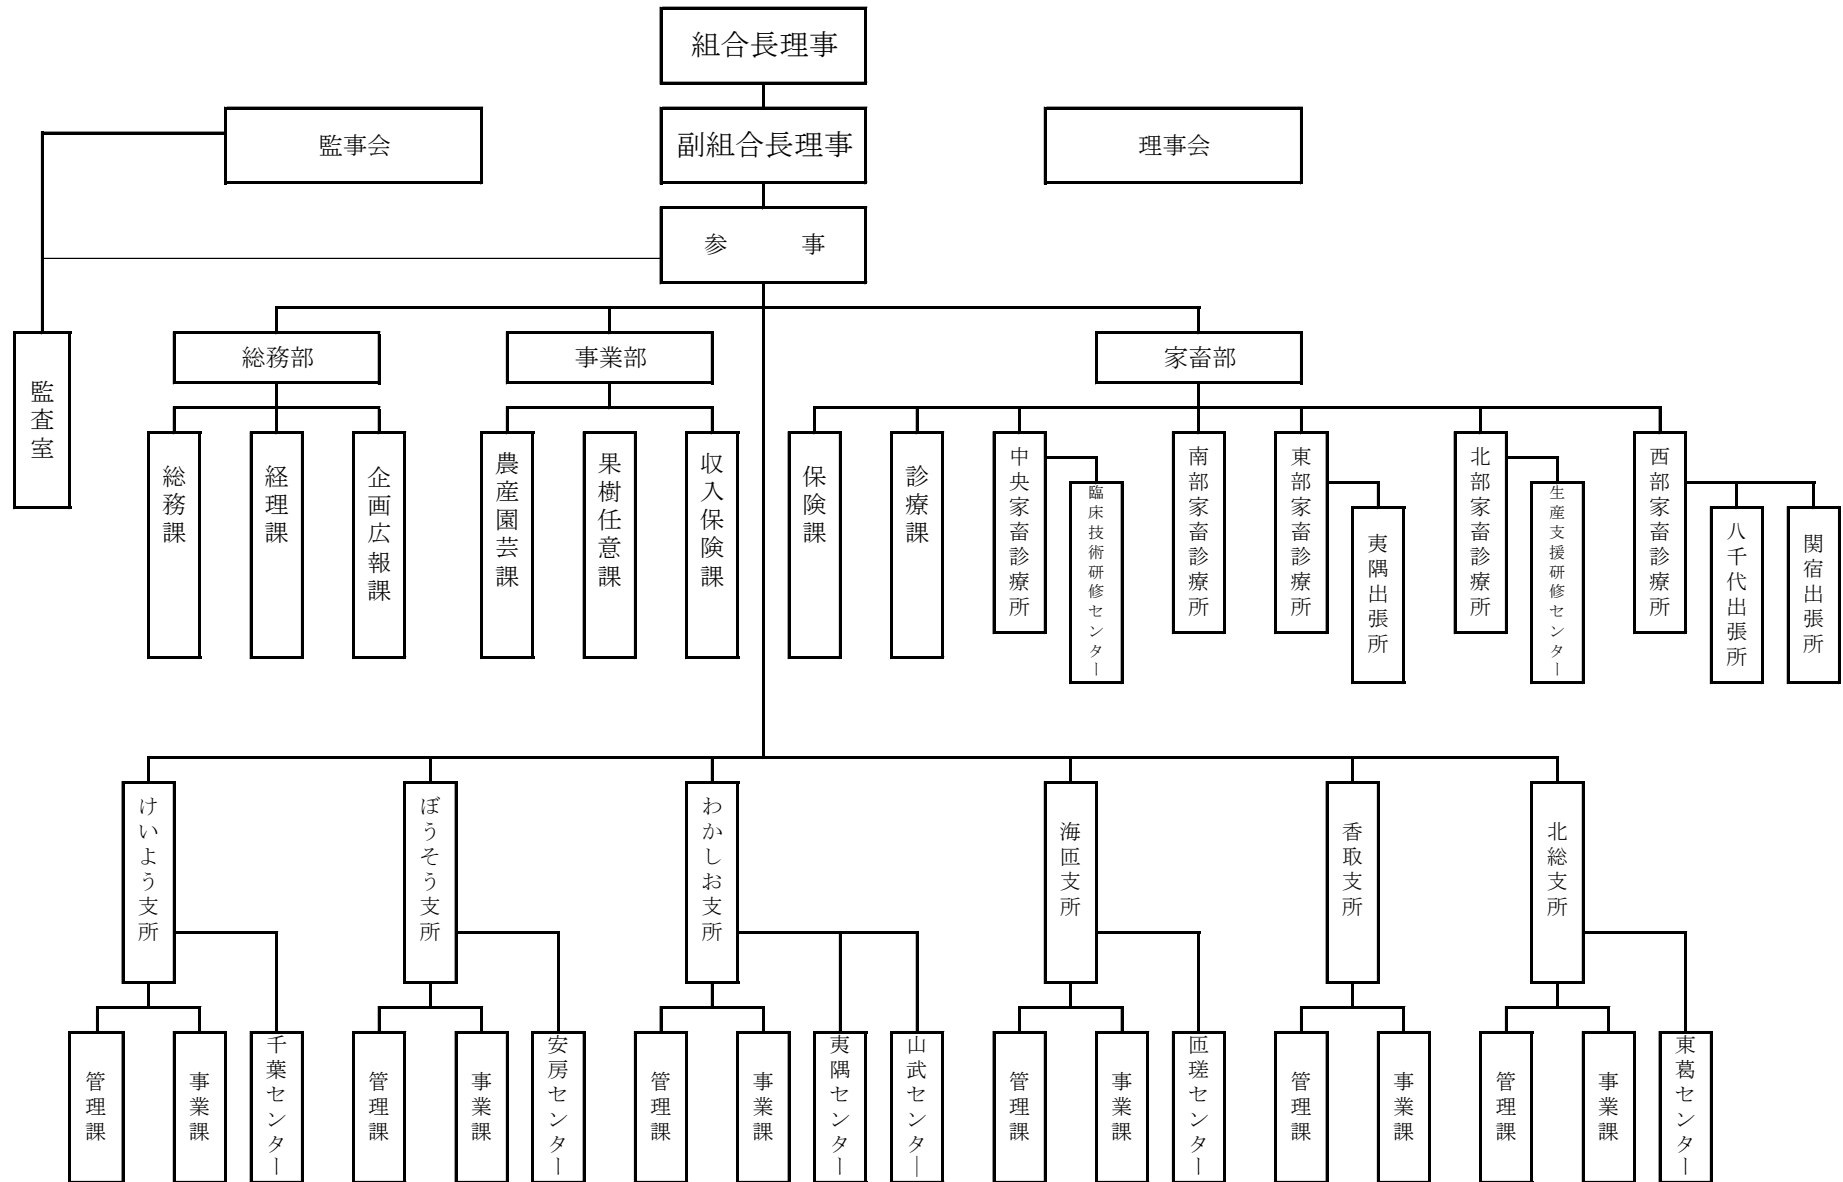 組合長理事
監事会
副組合長理事
理事会
参　事
監査室
総務部
事業部
家畜部
総務課
経理課
企画広報課
農産園芸課
果樹任意課
収入保険課
保険課
診療課
中央家畜診療所
臨床技術研修センター
南部家畜診療所
東部家畜診療所
夷隅出張所
北部家畜診療所
生産支援研修センター
西部家畜診療所
八千代出張所
関宿出張所
けいよう支所
ぼうそう支所
わかしお支所
海匝支所
香取支所
北総支所
管理課
事業課
千葉センター
管理課
事業課
安房センター
管理課
事業課
夷隅センター
山武センター
管理課
事業課
匝瑳センター
管理課
事業課
管理課
事業課
東葛センター